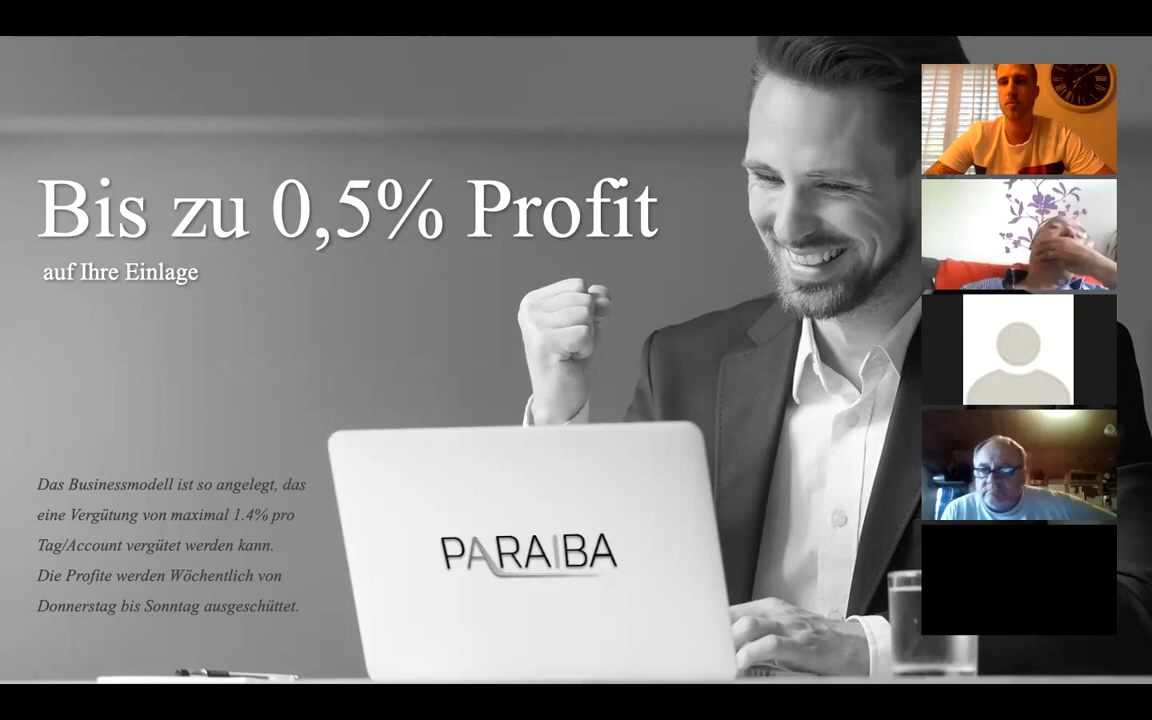 Bis zu 0,5% Profit
auf Ihre Einlage
Das Businessmodell ist so angelegt, das
eine Vergütung von maximal 1.4% pro
Tag/Account vergütet werden kann.
Die Profite werden Wöchentlich von
Donnerstag bis Sonntag ausgeschüttet.
PARAIBA